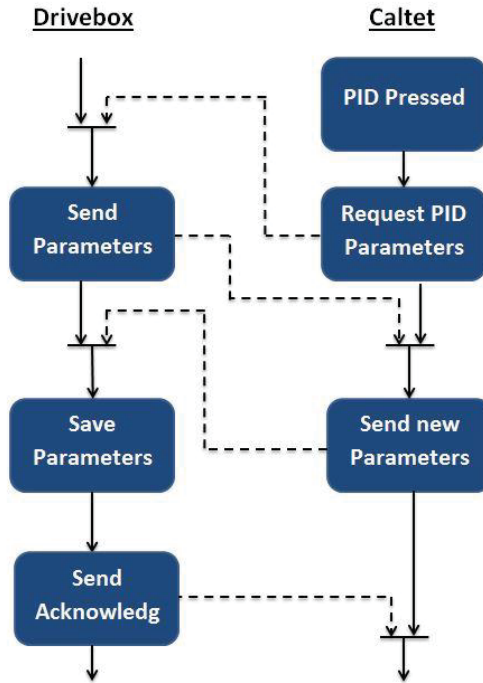 Drivebox
Caltet
PID Pressed
Send
Parameters
Request PID
Parameters
Save
Parameters
Send new
Parameters
Send
Acknowledg